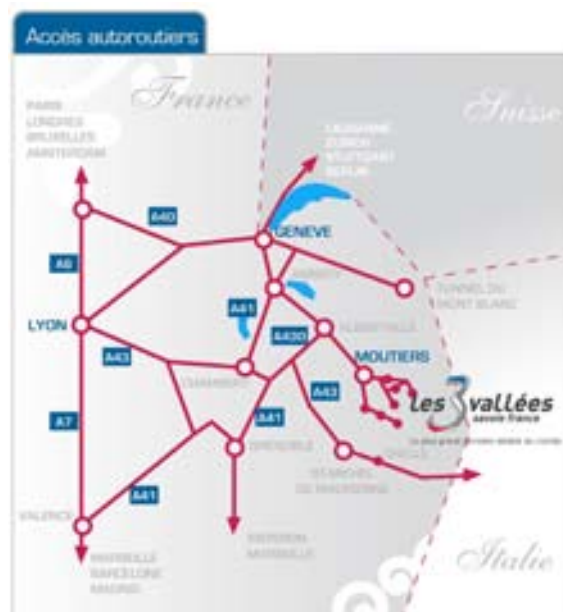 Accès autoroutiers
France
Suisse
PARIS
LONDRES
BRUXELLES
AMSTERDAM
LAUSANNE
ZURICH
STUTTGART
BERLIN
A40
GENEVE
A6
ANNECY
TUNNEL DU
MONT BLANC
A41
LYON
ALBERTVILLE
A430
A43
MOUTIERS
CHAMBERY
A43
les 3 vallées
savoie france
A7
A41
GRENOBLE
ST MICHEL
DE MAURIENNE
A41
VALENCE
Italie
MARSEILLE
BARCELONE
MADRID
SISTERON
MARSEILLE